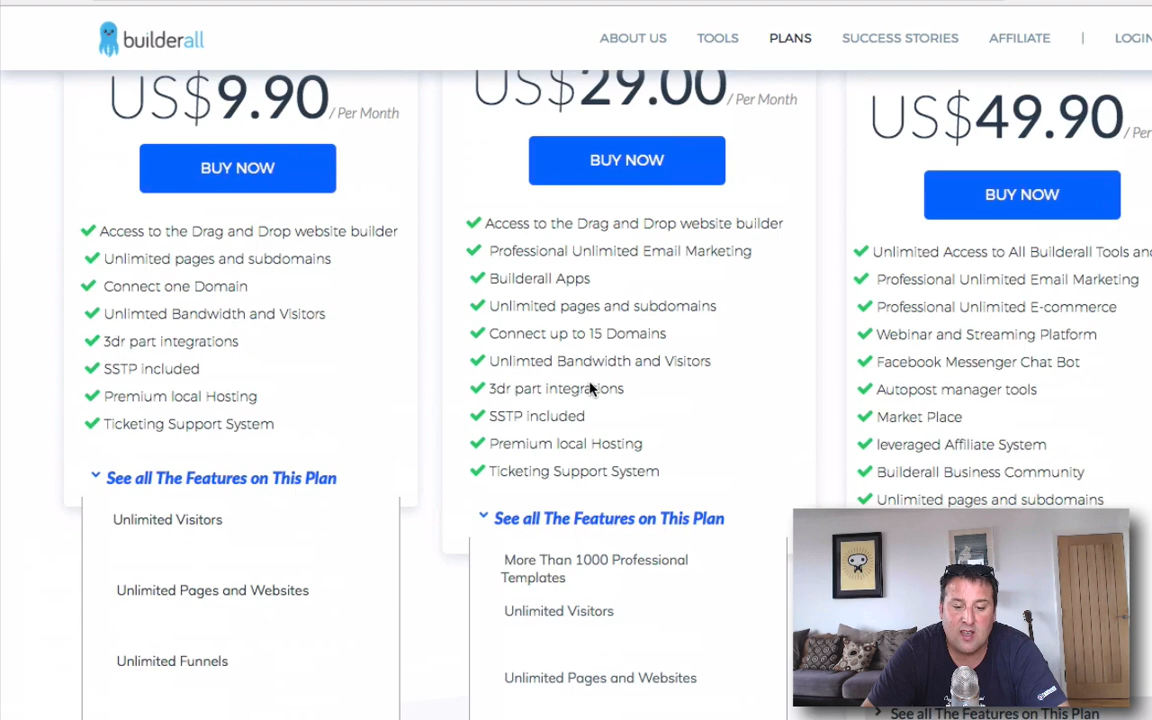 builderall
ABOUT US
TOOLS
PLANS
SUCCESS STORIES
AFFILIATE
|
LOGIN
US$9.90 / Per Month
BUY NOW
Access to the Drag and Drop website builder
Unlimited pages and subdomains
Connect one Domain
Unlimted Bandwidth and Visitors
3dr part integrations
SSTP included
Premium local Hosting
Ticketing Support System
See all The Features on This Plan
Unlimited Visitors
Unlimited Pages and Websites
Unlimited Funnels
US$29.00 / Per Month
BUY NOW
Access to the Drag and Drop website builder
Professional Unlimited Email Marketing
Builderall Apps
Unlimited pages and subdomains
Connect up to 15 Domains
Unlimted Bandwidth and Visitors
3dr part integrations
SSTP included
Premium local Hosting
Ticketing Support System
See all The Features on This Plan
More Than 1000 Professional
Templates
Unlimited Visitors
Unlimited Pages and Websites
US$49.90 / Per
BUY NOW
Unlimited Access to All Builderall Tools and
Professional Unlimited Email Marketing
Professional Unlimited E-commerce
Webinar and Streaming Platform
Facebook Messenger Chat Bot
Autopost manager tools
Market Place
leveraged Affiliate System
Builderall Business Community
Unlimited pages and subdomains
See all The Features on This Plan